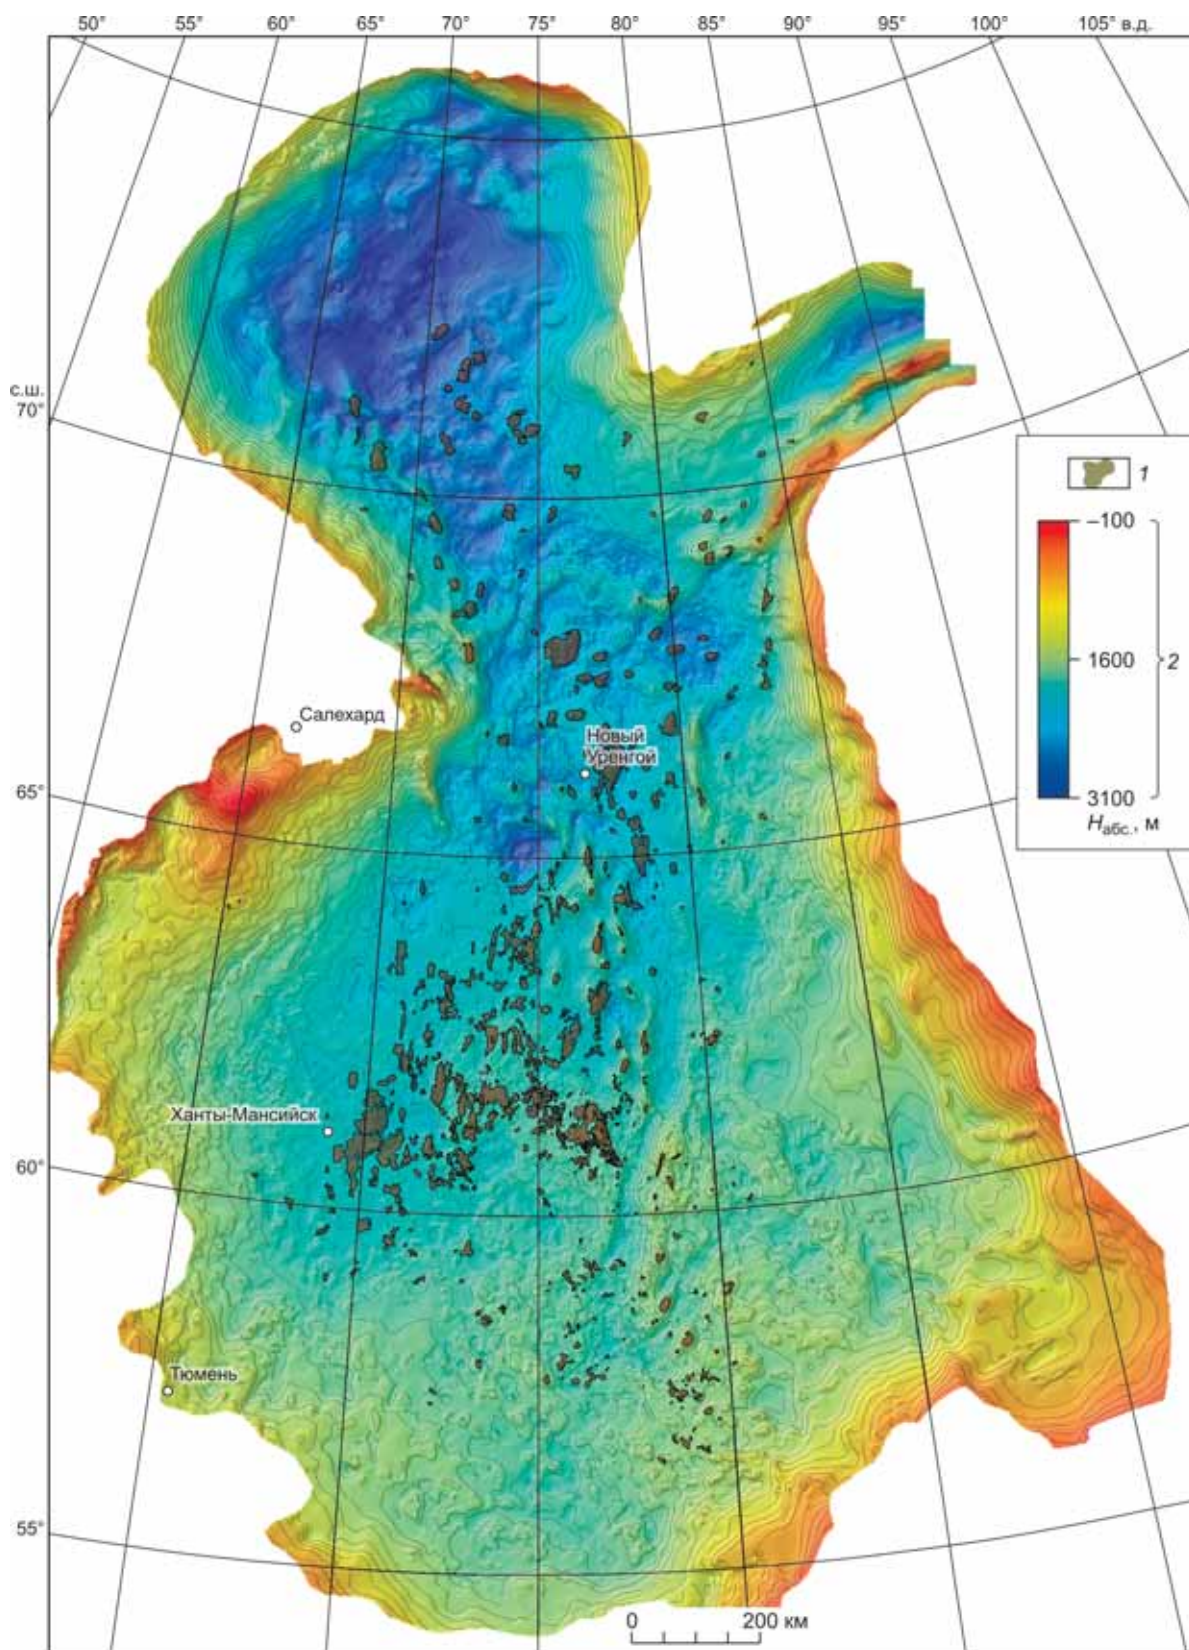 50° 55° 60° 65° 70° 75° 80° 85° 90° 95° 100° 105° в.д.
с.ш.
70°
1
–100
1600 2
3100
Hабс., м
Салехард
Новый
Уренгой
65°
Ханты-Мансийск
60°
Тюмень
55°
0 200 км